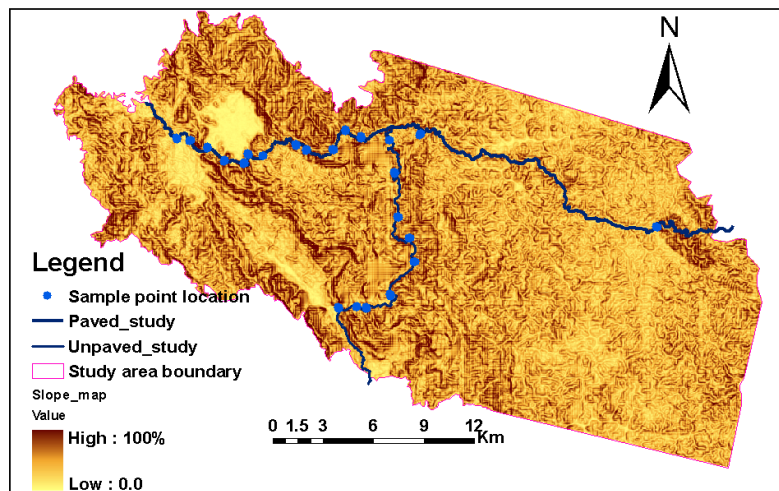 N
Legend
Sample point location
Paved_study
Unpaved_study
Study area boundary
Slope_map
Value
High : 100%
Low : 0.0
0 1.5 3 6 9 12
Km